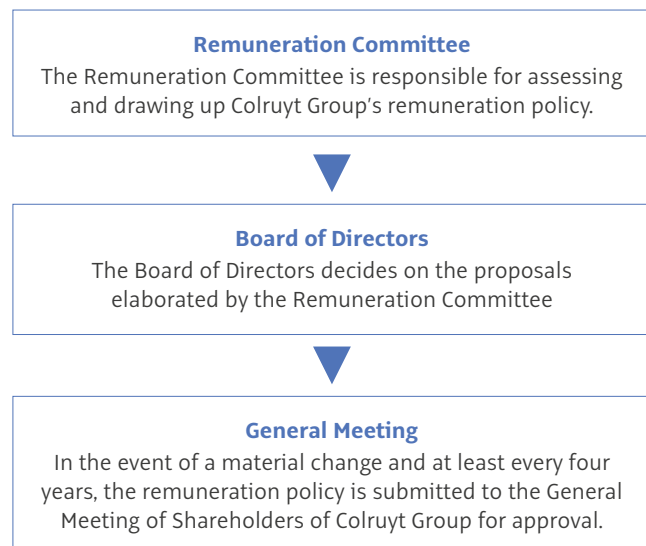 Remuneration Committee
The Remuneration Committee is responsible for assessing
and drawing up Colruyt Group's remuneration policy.
Board of Directors
The Board of Directors decides on the proposals
elaborated by the Remuneration Committee
General Meeting
In the event of a material change and at least every four
years, the remuneration policy is submitted to the General
Meeting of Shareholders of Colruyt Group for approval.